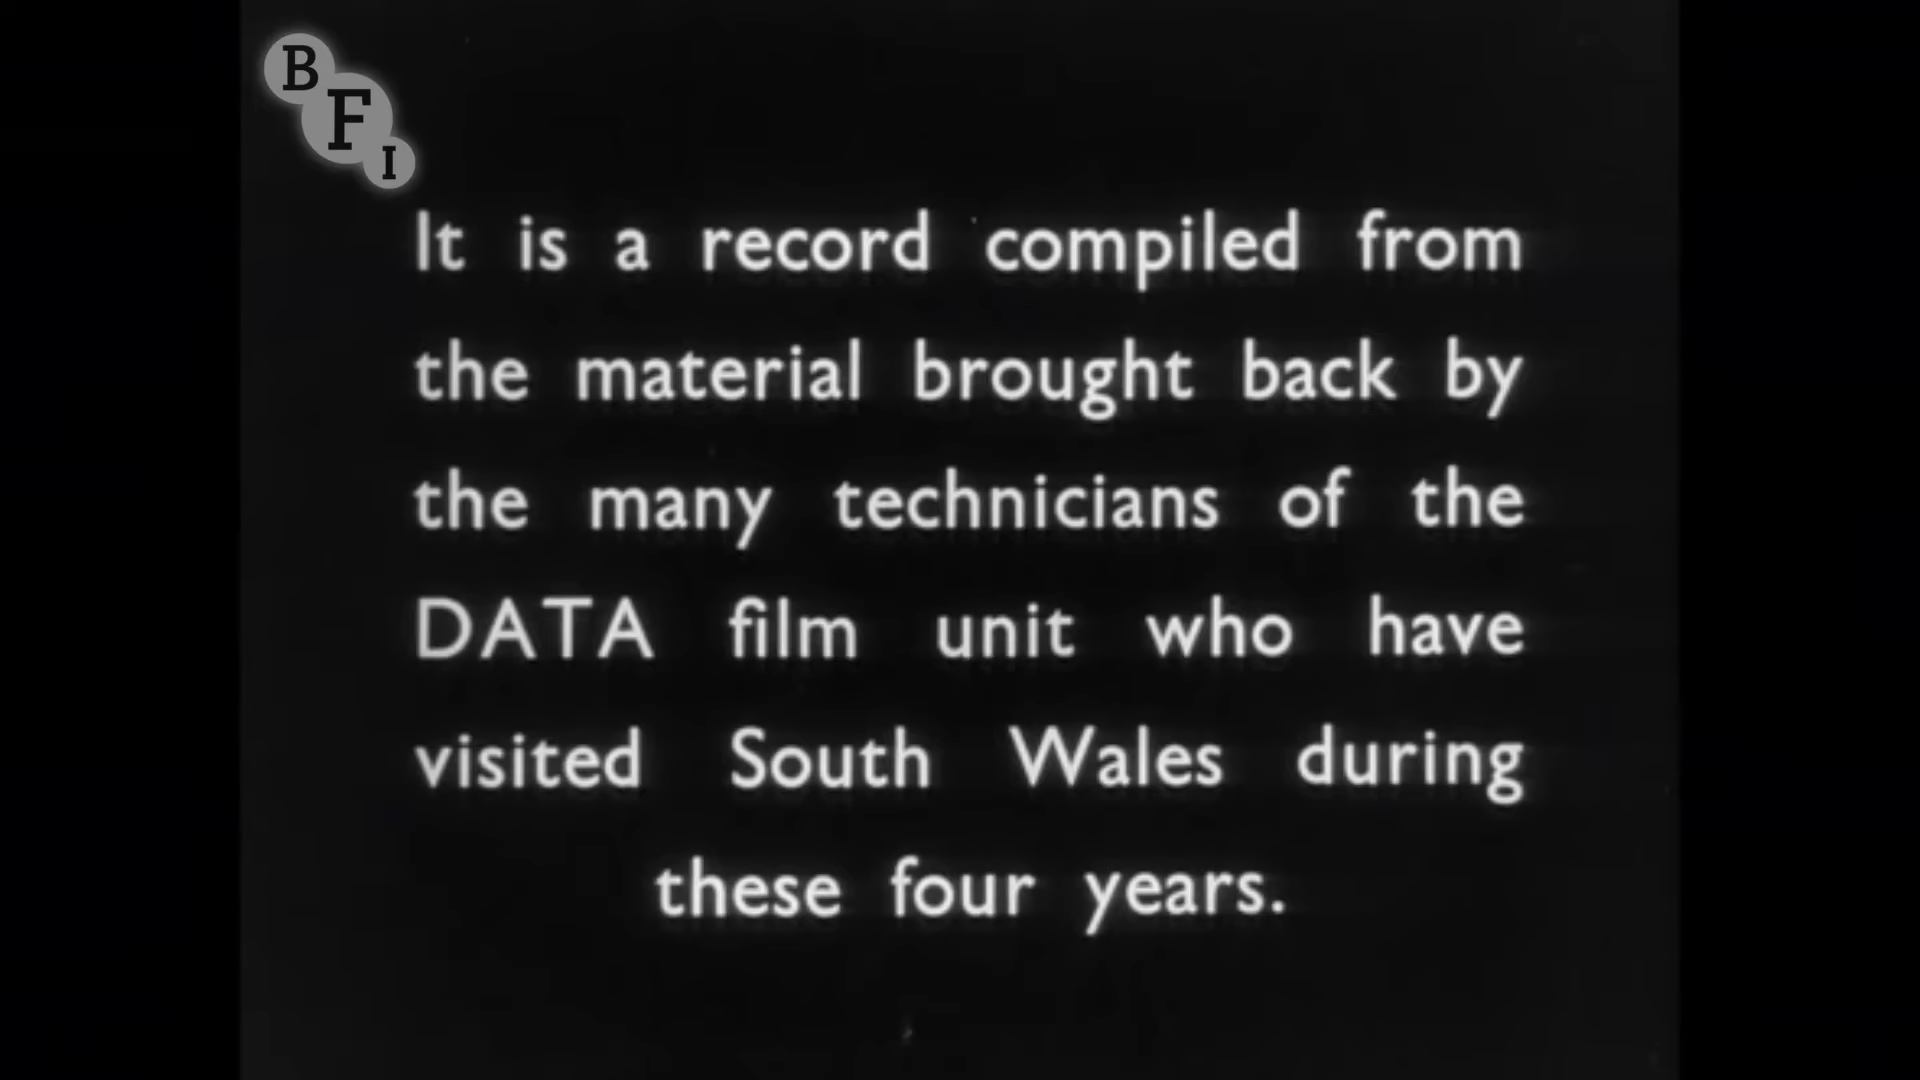 BFI
It is a record compiled from
the material brought back by
the many technicians of the
DATA film unit who have
visited South Wales during
these four years.